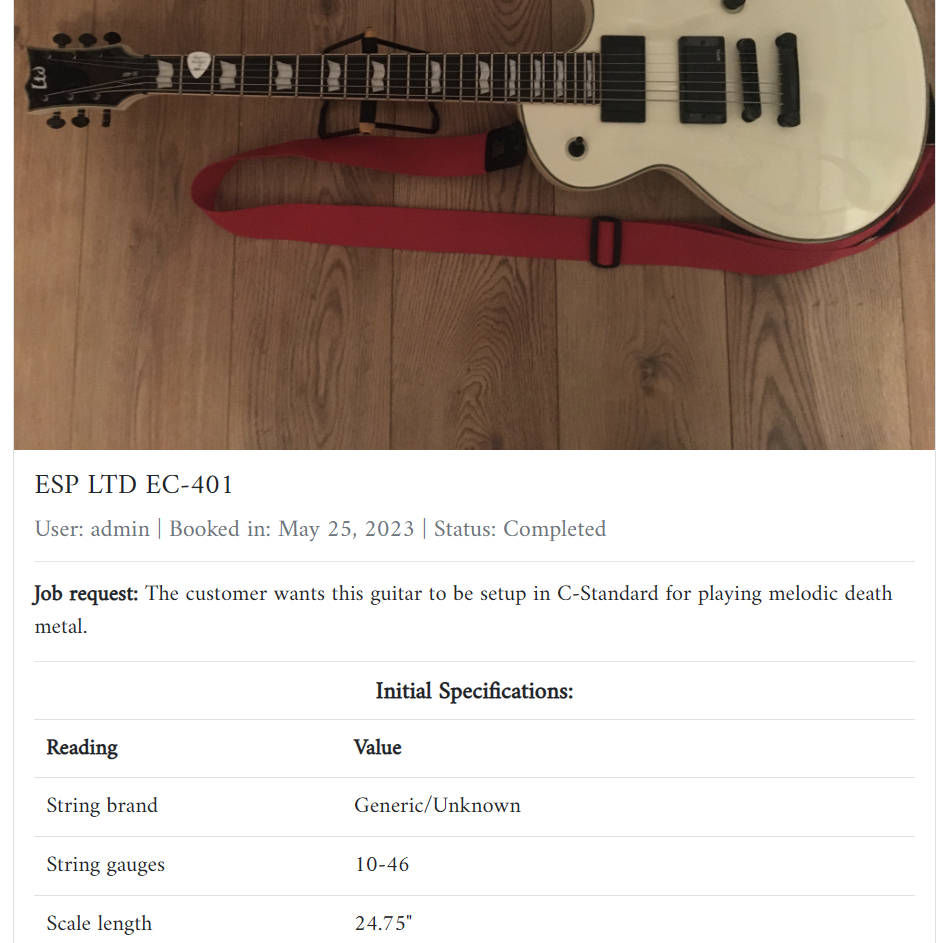 LTD
ESP LTD EC-401
User: admin | Booked in: May 25, 2023 | Status: Completed
Job request: The customer wants this guitar to be setup in C-Standard for playing melodic death
metal.
Initial Specifications:
Reading Value
String brand Generic/Unknown
String gauges 10-46
Scale length 24.75"